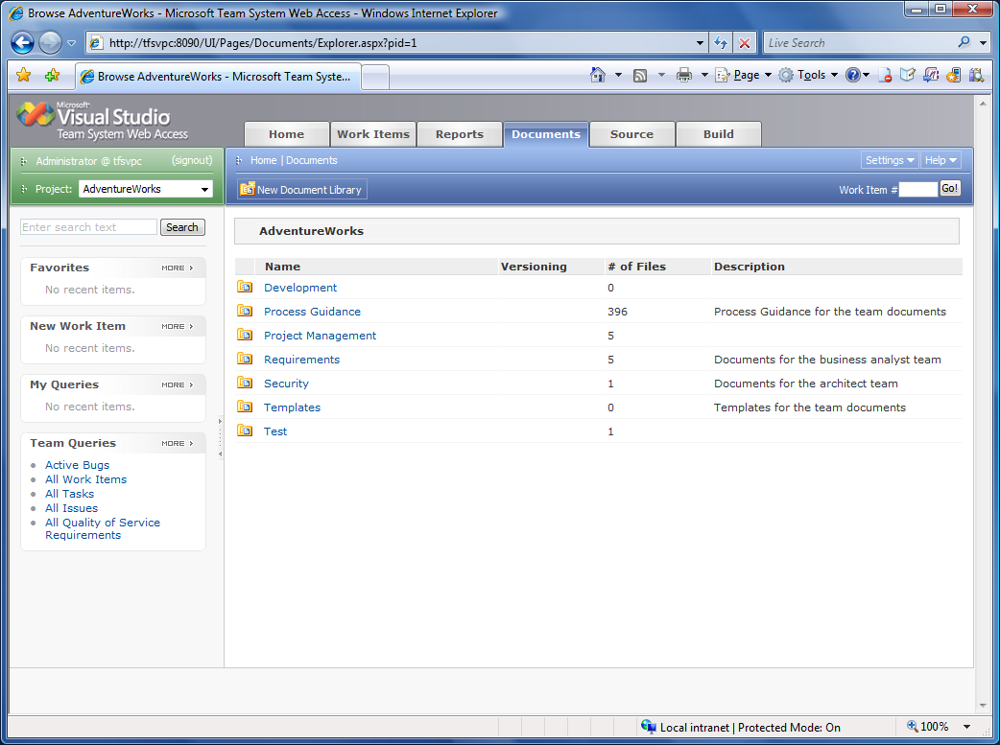 Browse AdventureWorks - Microsoft Team System Web Access - Windows Internet Explorer
http://tfsvpc:8090/UI/Pages/Documents/Explorer.aspx?pid=1
Live Search
Browse AdventureWorks - Microsoft Team Syste...
Page
Tools
Microsoft
Visual Studio
Team System Web Access
Home
Work Items
Reports
Documents
Source
Build
Administrator @ tfsvpc
(signout)
Home | Documents
Settings
Help
Project:
AdventureWorks
New Document Library
Work Item #
Go!
Enter search text
Search
Favorites
MORE
No recent items.
New Work Item
MORE
No recent items.
My Queries
MORE
No recent items.
Team Queries
MORE
Active Bugs
All Work Items
All Tasks
All Issues
All Quality of Service
Requirements
AdventureWorks
Name Versioning # of Files Description
Development 0
Process Guidance 396 Process Guidance for the team documents
Project Management 5
Requirements 5 Documents for the business analyst team
Security 1 Documents for the architect team
Templates 0 Templates for the team documents
Test 1
Local intranet | Protected Mode: On
100%